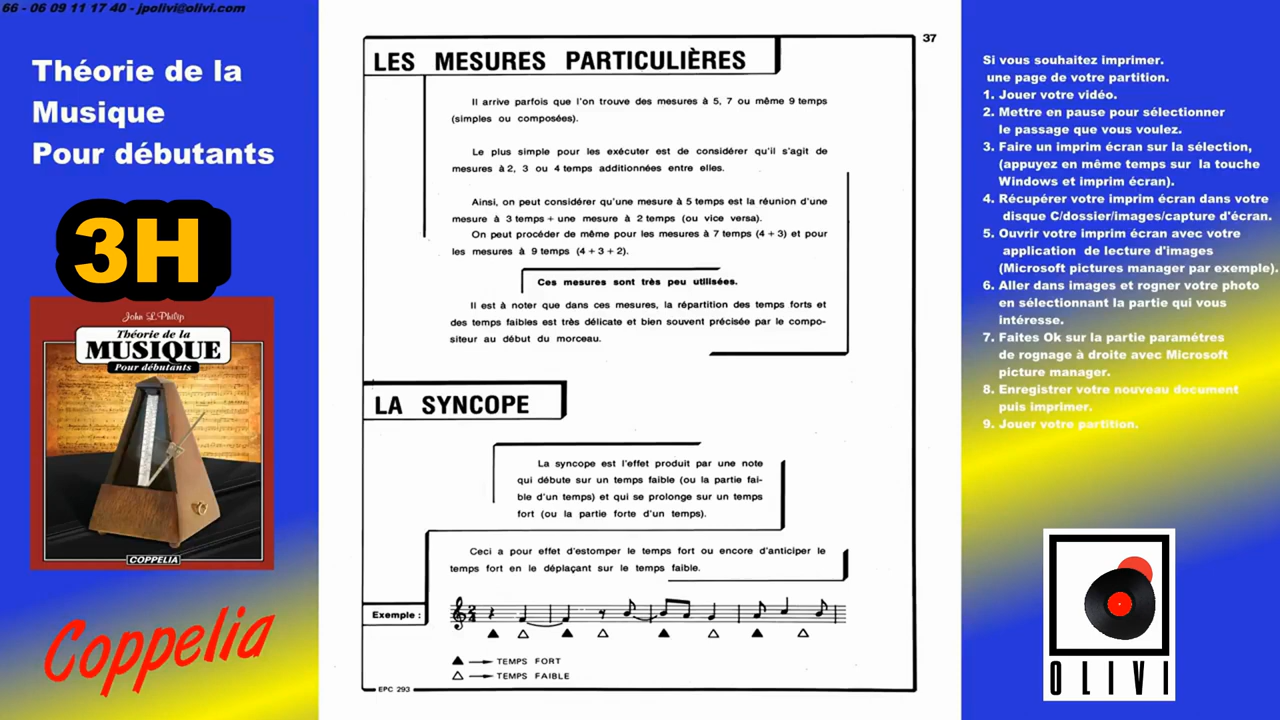 66 - 06 09 11 17 40 - jpolivi@olivi.com
Théorie de la
Musique
Pour débutants
3H
John L. Philip
Théorie de la
MUSIQUE
Pour débutants
COPPELIA
Coppelia
37
LES MESURES PARTICULIÈRES
Il arrive parfois que l'on trouve des mesures à 5, 7 ou même 9 temps
(simples ou composées).
Le plus simple pour les exécuter est de considérer qu'il s'agit de
mesures à 2, 3 ou 4 temps additionnées entre elles.
Ainsi, on peut considérer qu'une mesure à 5 temps est la réunion d'une
mesure à 3 temps + une mesure à 2 temps (ou vice versa).
On peut procéder de même pour les mesures à 7 temps (4 + 3) et pour
les mesures à 9 temps (4 + 3 + 2).
Ces mesures sont très peu utilisées.
Il est à noter que dans ces mesures, la répartition des temps forts et
des temps faibles est très délicate et bien souvent précisée par le compo-
siteur au début du morceau.
LA SYNCOPE
La syncope est l'effet produit par une note
qui débute sur un temps faible (ou la partie fai-
ble d'un temps) et qui se prolonge sur un temps
fort (ou la partie forte d'un temps).
Ceci a pour effet d'estomper le temps fort ou encore d'anticiper le
temps fort en le déplaçant sur le temps faible.
Exemple :
2
4
TEMPS FORT
TEMPS FAIBLE
EPC 293
Si vous souhaitez imprimer.
une page de votre partition.
1. Jouer votre vidéo.
2. Mettre en pause pour sélectionner
le passage que vous voulez.
3. Faire un imprim écran sur la sélection,
(appuyez en même temps sur la touche
Windows et imprim écran).
4. Récupérer votre imprim écran dans votre
disque C/dossier/images/capture d'écran.
5. Ouvrir votre imprim écran avec votre
application de lecture d'images
(Microsoft pictures manager par exemple).
6. Aller dans images et rogner votre photo
en sélectionnant la partie qui vous
intéresse.
7. Faites Ok sur la partie paramétres
de rognage à droite avec Microsoft
picture manager.
8. Enregistrer votre nouveau document
puis imprimer.
9. Jouer votre partition.
OLIVI